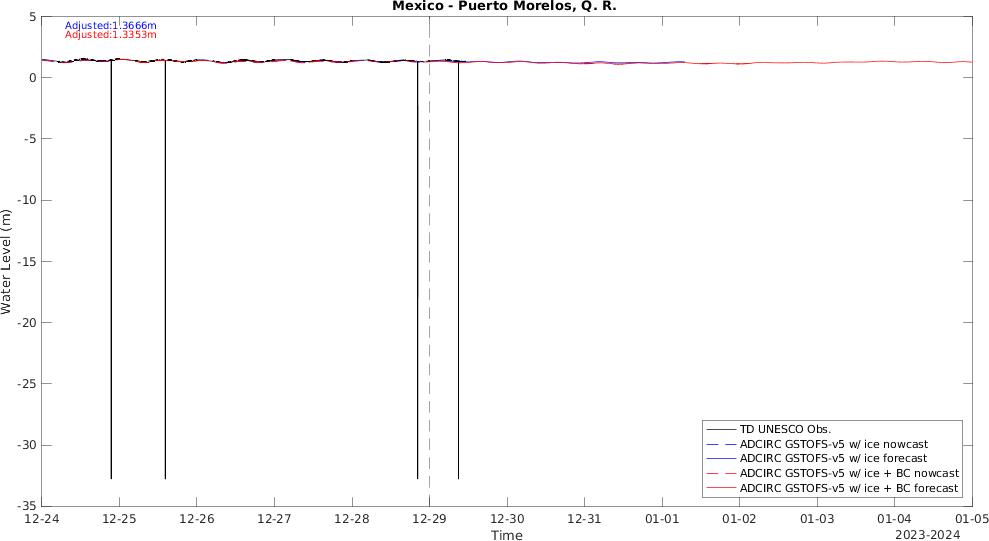 Mexico - Puerto Morelos, Q. R.
Adjusted:1.3666m
Adjusted:1.3353m
5
0
-5
-10
-15
-20
-25
-30
-35
Water Level (m)
12-24
12-25
12-26
12-27
12-28
12-29
12-30
12-31
01-01
01-02
01-03
01-04
01-05
Time
2023-2024
TD UNESCO Obs.
ADCIRC GSTOFS-v5 w/ ice nowcast
ADCIRC GSTOFS-v5 w/ ice forecast
ADCIRC GSTOFS-v5 w/ ice + BC nowcast
ADCIRC GSTOFS-v5 w/ ice + BC forecast